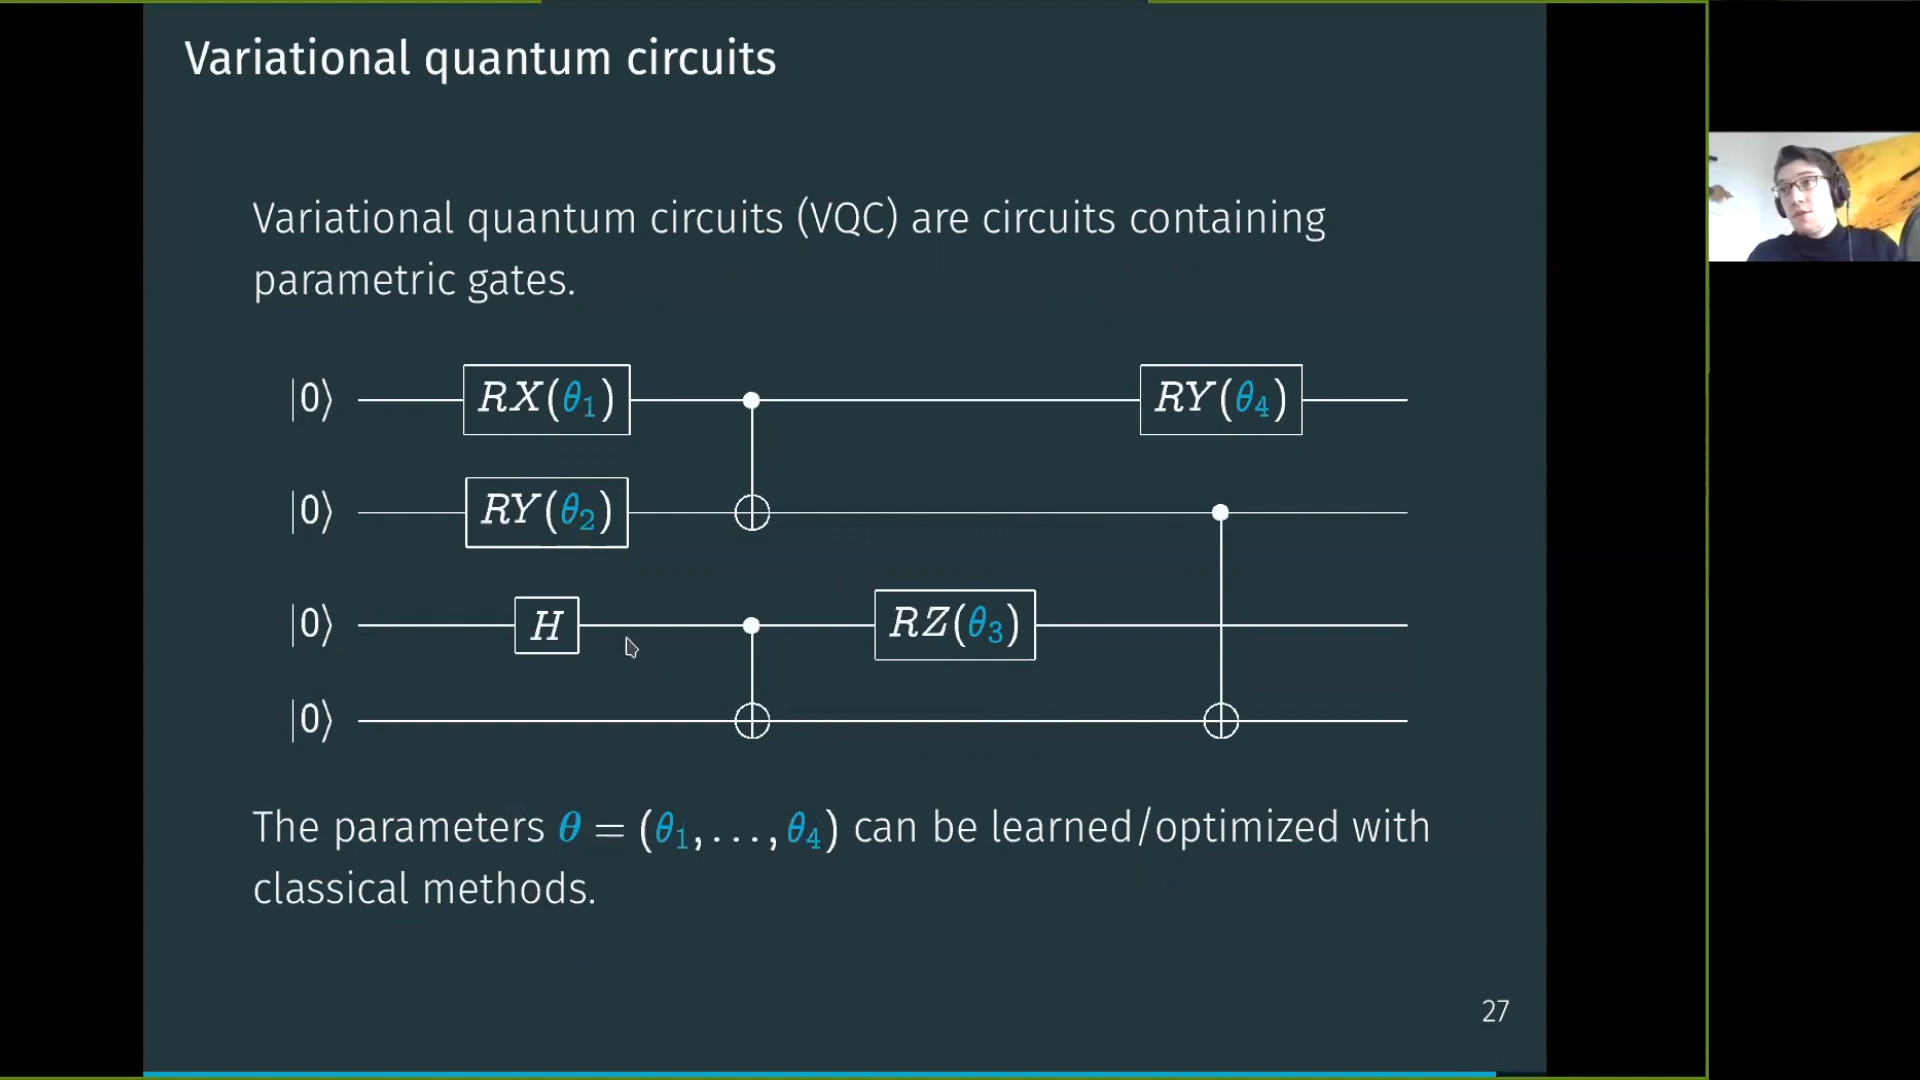 Variational quantum circuits
Variational quantum circuits (VQC) are circuits containing
parametric gates.
|0⟩ RX(θ₁) RY(θ₄)
|0⟩ RY(θ₂)
|0⟩ H RZ(θ₃)
|0⟩
The parameters θ = (θ₁, . . . , θ₄) can be learned/optimized with
classical methods.
27